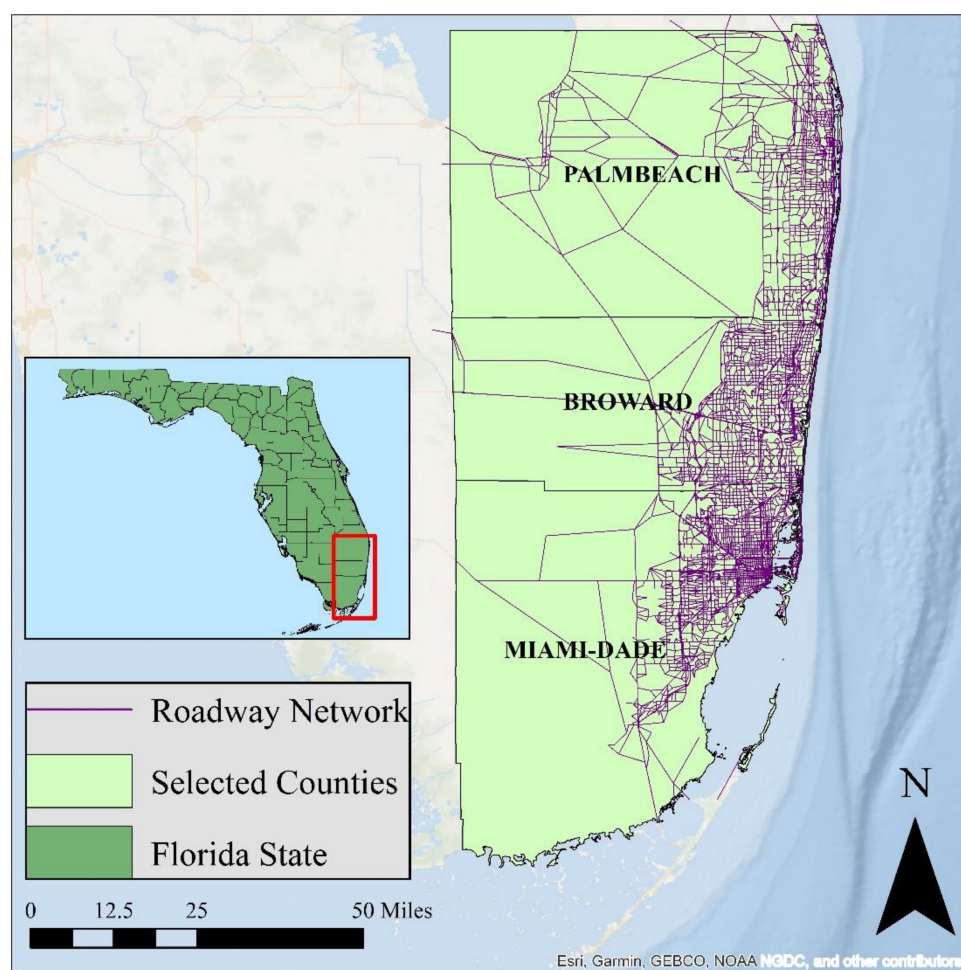 PALMBEACH
BROWARD
MIAMI-DADE
Roadway Network
Selected Counties
Florida State
0 12.5 25 50 Miles
N
Esri, Garmin, GEBCO, NOAA NGDC, and other contributors